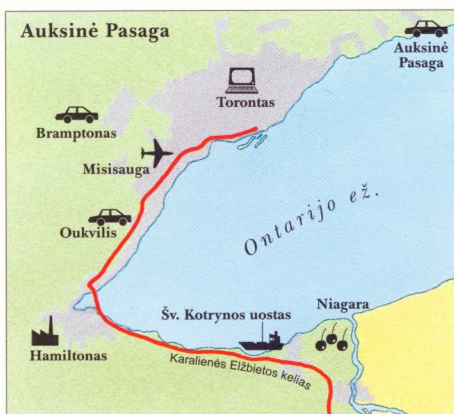 Auksinė Pasaga
Auksinė
Pasaga
Torontas
Bramptonas
Misisauga
Oukvilis
Ontarijo ež.
Šv. Kotrynos uostas
Niagara
Hamiltonas
Karalienės Elžbietos kelias